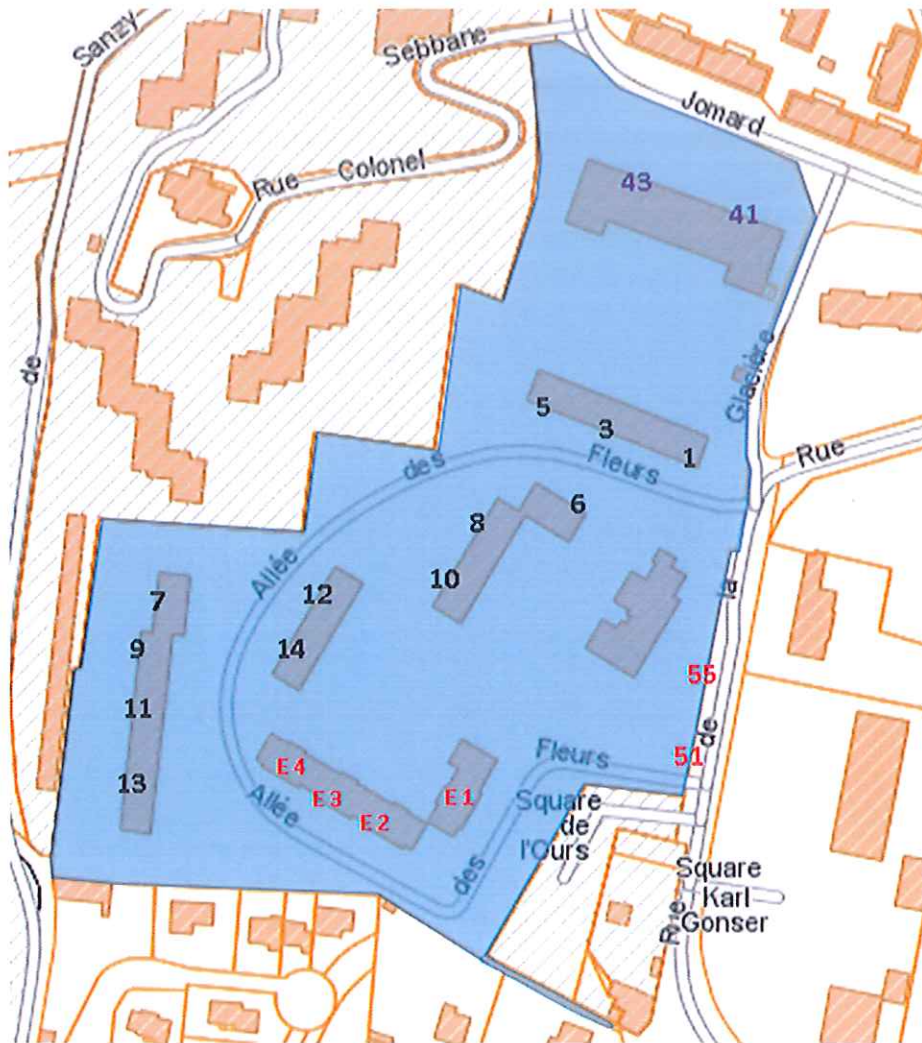 Sanzy
Sebbane
Jomard
Rue Colonel
43
41
de
Glacière
5
3
1
des
Fleurs
Rue
8
6
Allée
10
12
7
la
9
14
55
11
de
51
Fleurs
E4
13
E3
E1
Allée
E2
Square
de
l'Ours
des
Square
Karl
Gonser
Rue